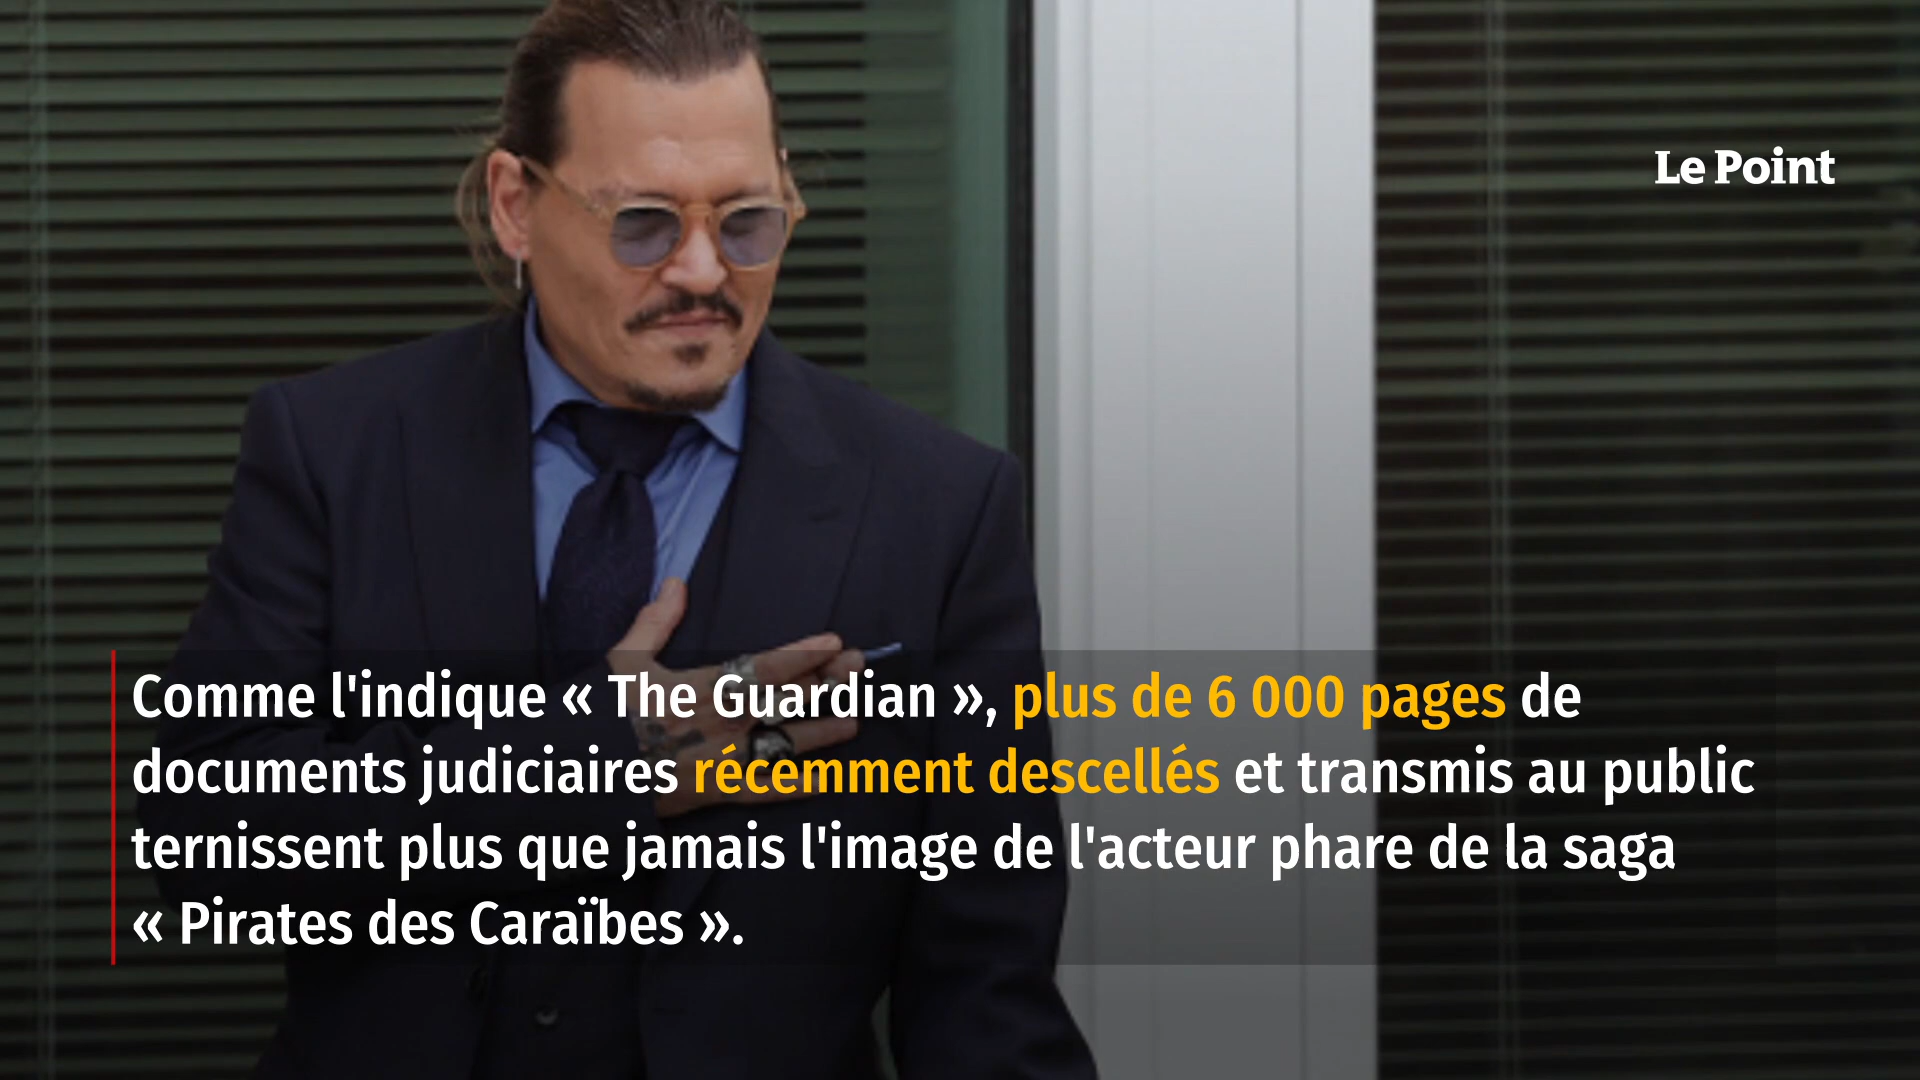 Le Point
Comme l'indique « The Guardian », plus de 6 000 pages de
documents judiciaires récemment descellés et transmis au public
ternissent plus que jamais l'image de l'acteur phare de la saga
« Pirates des Caraïbes ».